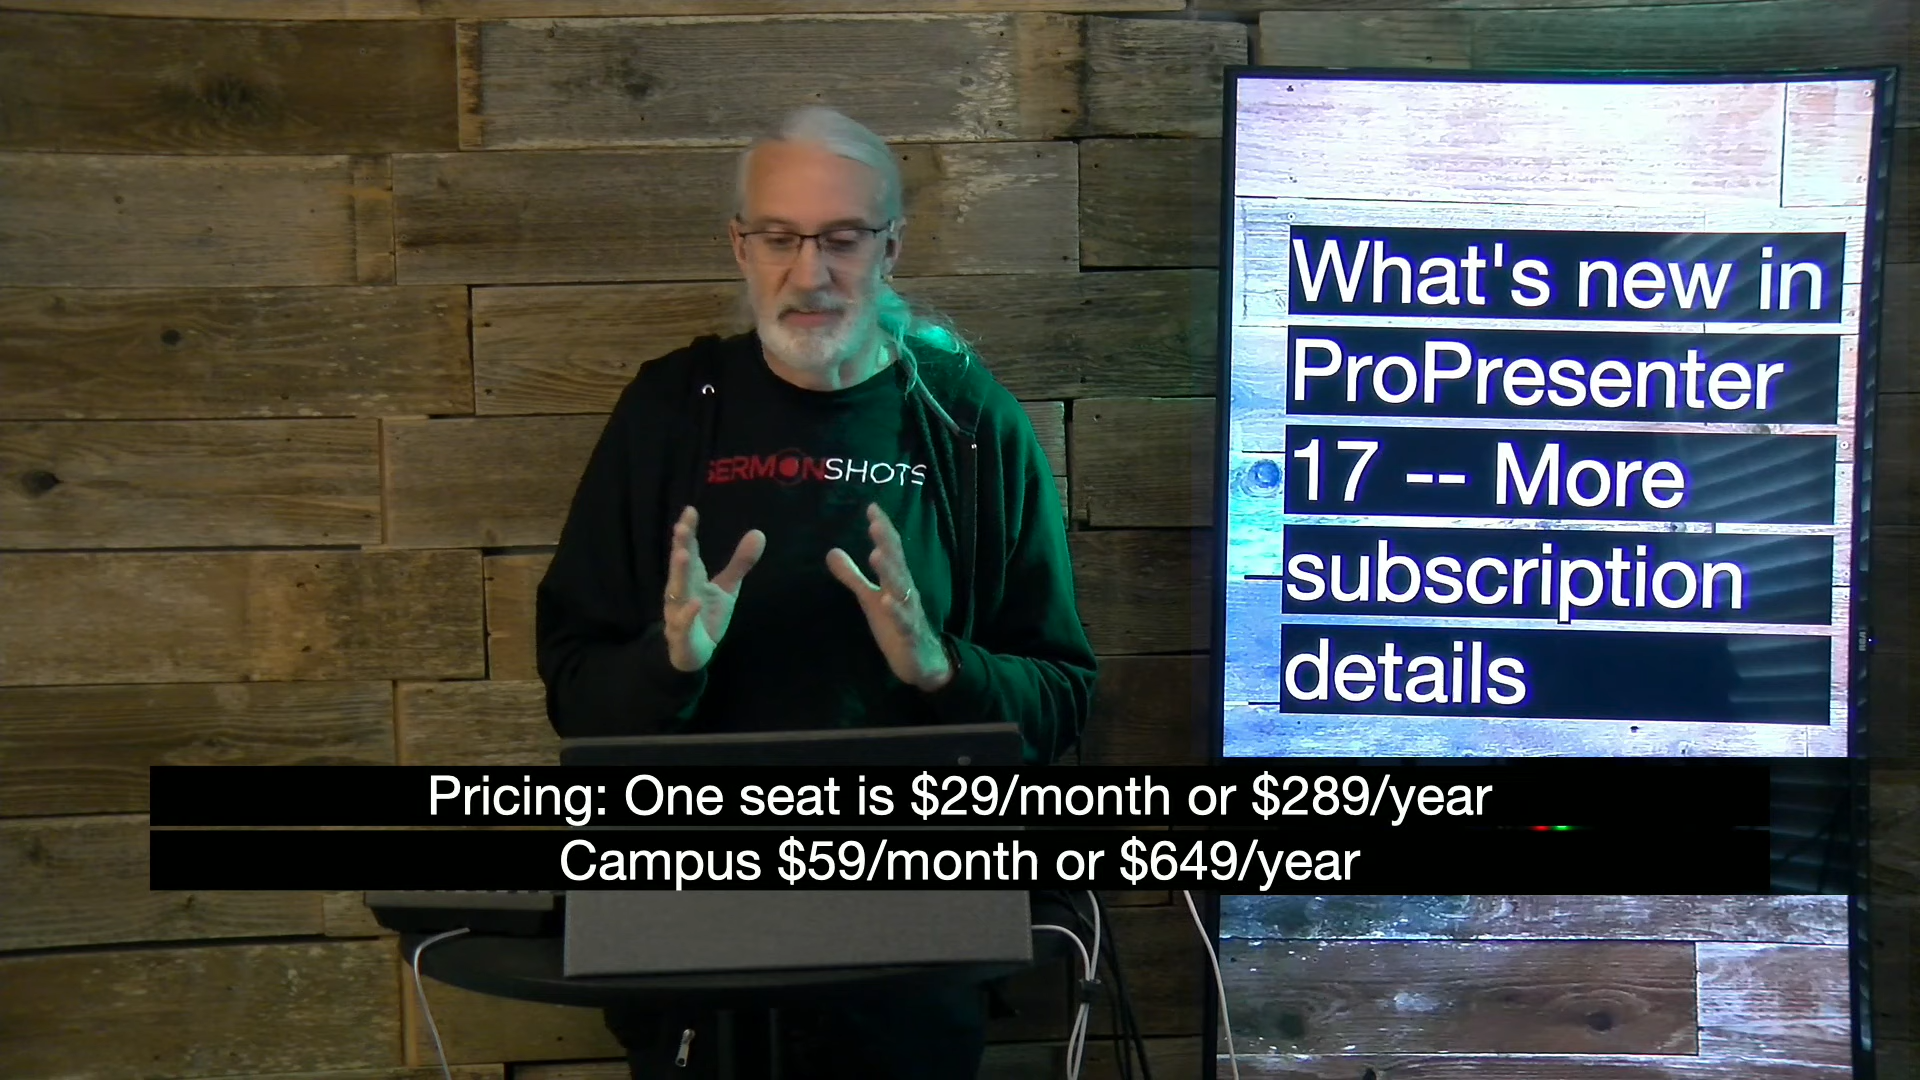 SERMONSHOTS
What's new in
ProPresenter
17 -- More
subscription
details
Pricing: One seat is $29/month or $289/year
Campus $59/month or $649/year